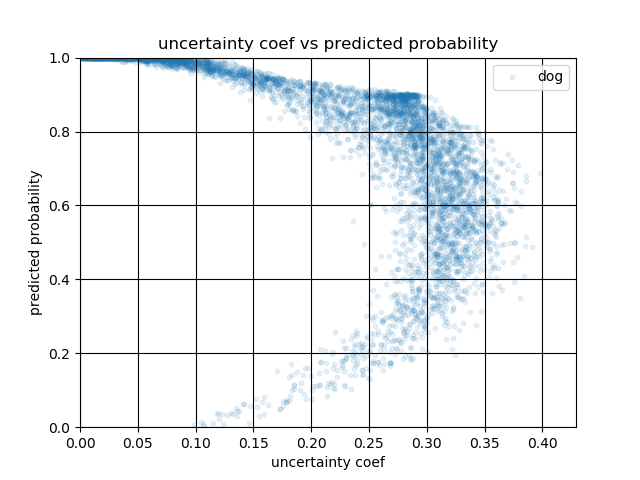 uncertainty coef vs predicted probability
dog
1.0
0.8
0.6
0.4
0.2
0.0
predicted probability
0.00 0.05 0.10 0.15 0.20 0.25 0.30 0.35 0.40
uncertainty coef